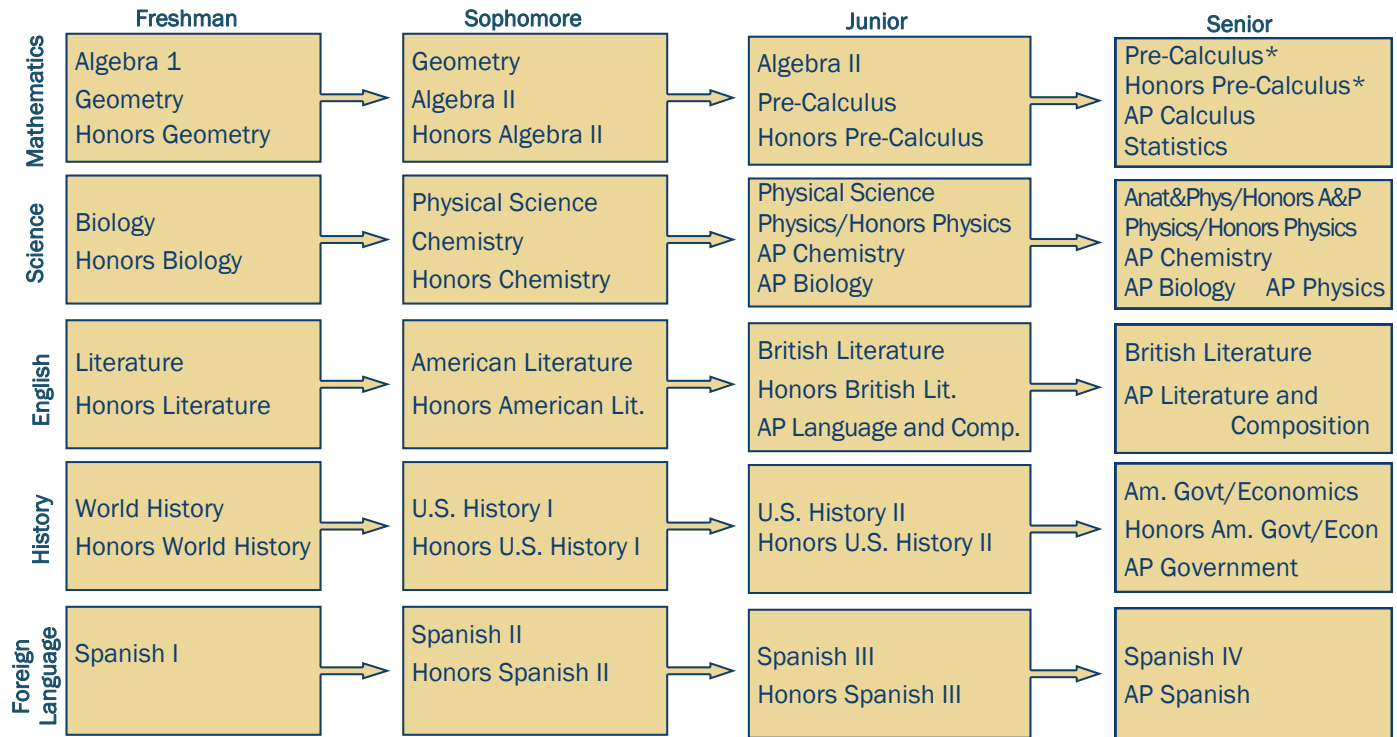 Freshman
Sophomore
Junior
Senior
Mathematics
Algebra 1
Geometry
Honors Geometry
Geometry
Algebra II
Honors Algebra II
Algebra II
Pre-Calculus
Honors Pre-Calculus
Pre-Calculus*
Honors Pre-Calculus*
AP Calculus
Statistics
Science
Biology
Honors Biology
Physical Science
Chemistry
Honors Chemistry
Physical Science
Physics/Honors Physics
AP Chemistry
AP Biology
Anat&Phys/Honors A&P
Physics/Honors Physics
AP Chemistry
AP Biology AP Physics
English
Literature
Honors Literature
American Literature
Honors American Lit.
British Literature
Honors British Lit.
AP Language and Comp.
British Literature
AP Literature and
Composition
History
World History
Honors World History
U.S. History I
Honors U.S. History I
U.S. History II
Honors U.S. History II
Am. Govt/Economics
Honors Am. Govt/Econ
AP Government
Foreign
Language
Spanish I
Spanish II
Honors Spanish II
Spanish III
Honors Spanish III
Spanish IV
AP Spanish